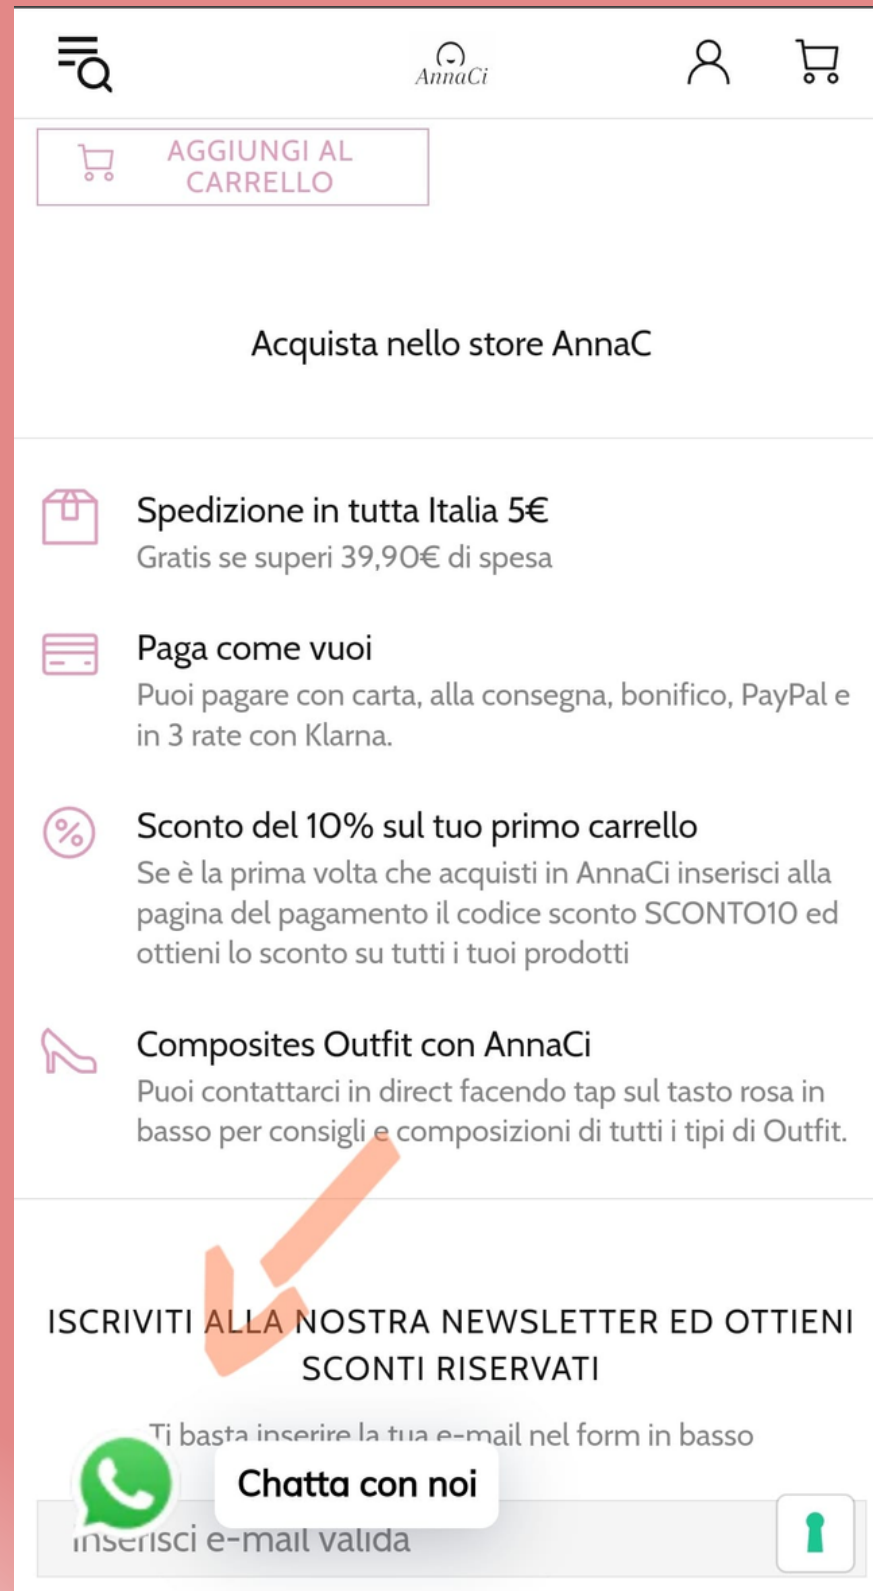 AnnaCi
AGGIUNGI AL
CARRELLO
Acquista nello store AnnaC
Spedizione in tutta Italia 5€
Gratis se superi 39,90€ di spesa
Paga come vuoi
Puoi pagare con carta, alla consegna, bonifico, PayPal e
in 3 rate con Klarna.
Sconto del 10% sul tuo primo carrello
Se è la prima volta che acquisti in AnnaCi inserisci alla
pagina del pagamento il codice sconto SCONTO10 ed
ottieni lo sconto su tutti i tuoi prodotti
Composites Outfit con AnnaCi
Puoi contattarci in direct facendo tap sul tasto rosa in
basso per consigli e composizioni di tutti i tipi di Outfit.
ISCRIVITI ALLA NOSTRA NEWSLETTER ED OTTIENI
SCONTI RISERVATI
Ti basta inserire la tua e-mail nel form in basso
Chatta con noi
Inserisci e-mail valida